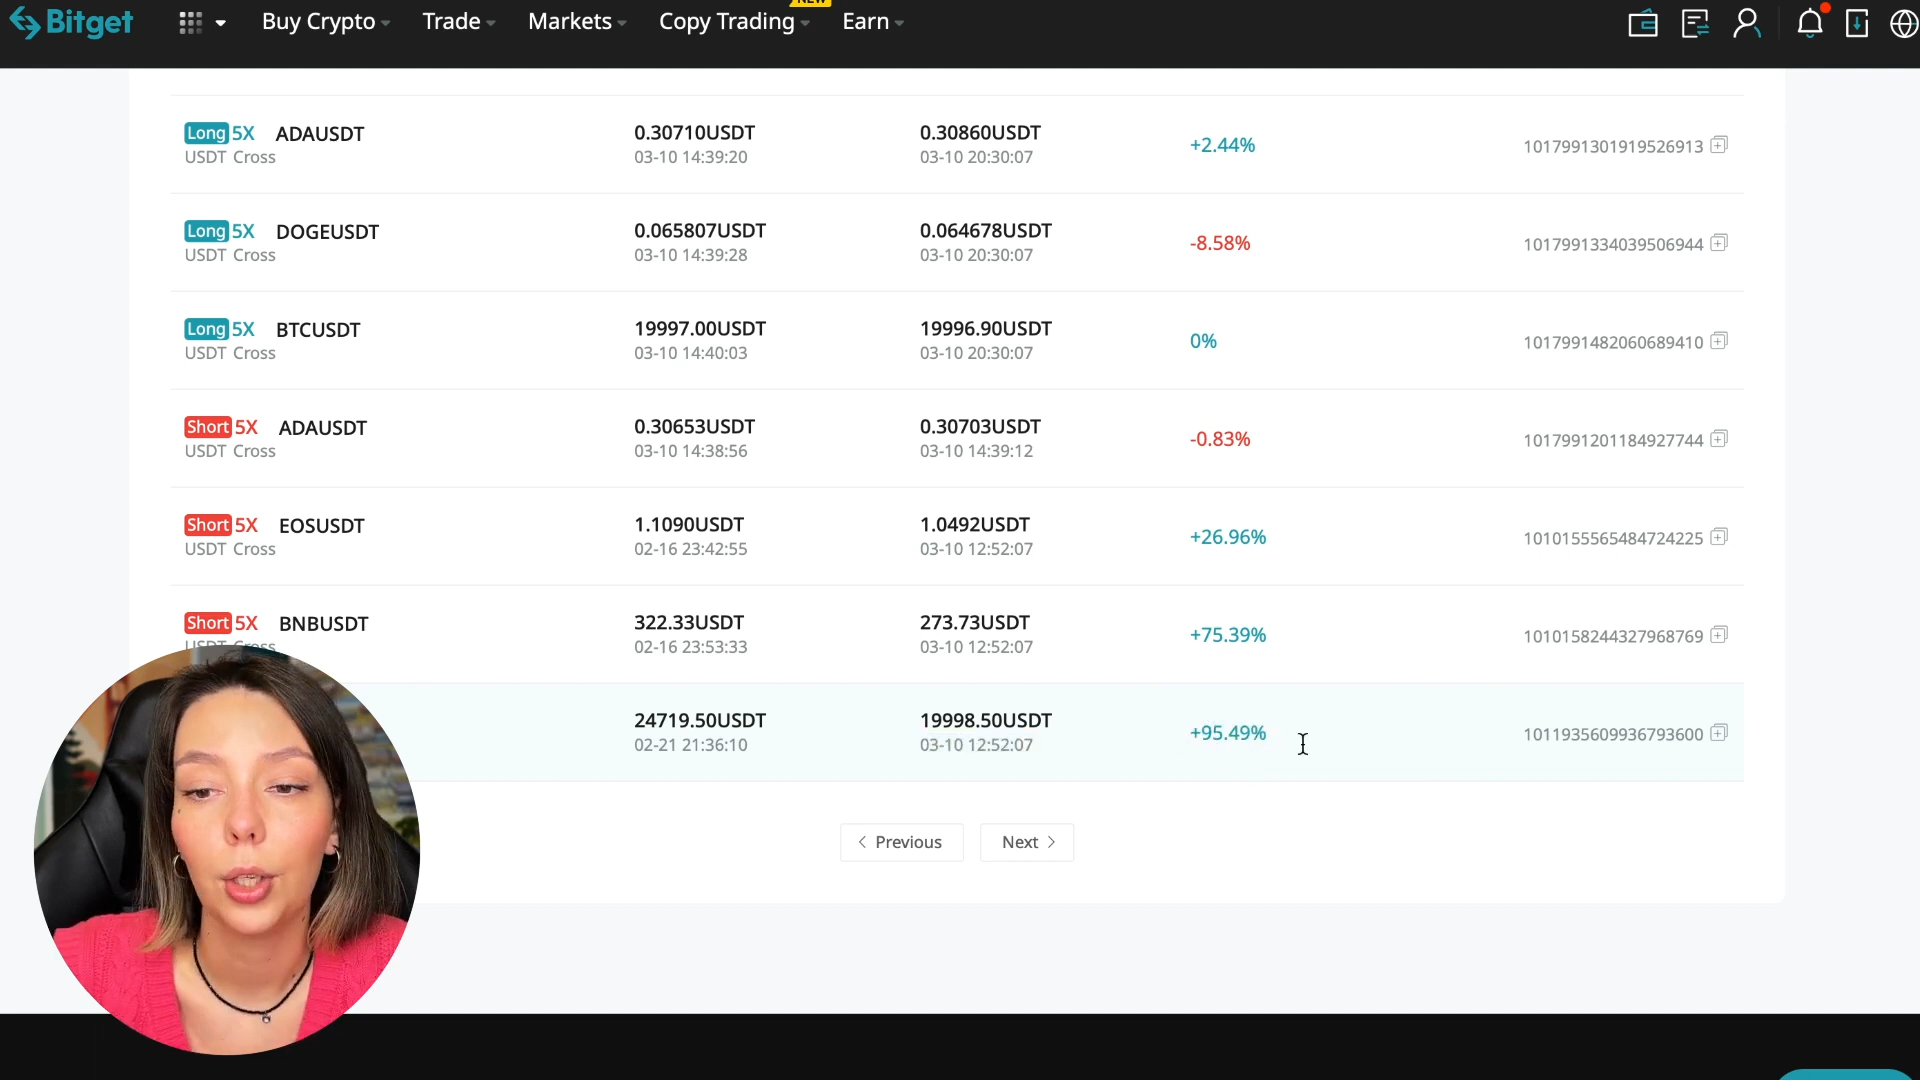 Bitget Buy Crypto Trade Markets Copy Trading NEW Earn
Long 5X ADAUSDT 0.30710USDT 0.30860USDT +2.44% 1017991301919526913
USDT Cross 03-10 14:39:20 03-10 20:30:07
Long 5X DOGEUSDT 0.065807USDT 0.064678USDT -8.58% 1017991334039506944
USDT Cross 03-10 14:39:28 03-10 20:30:07
Long 5X BTCUSDT 19997.00USDT 19996.90USDT 0% 1017991482060689410
USDT Cross 03-10 14:40:03 03-10 20:30:07
Short 5X ADAUSDT 0.30653USDT 0.30703USDT -0.83% 1017991201184927744
USDT Cross 03-10 14:38:56 03-10 14:39:12
Short 5X EOSUSDT 1.1090USDT 1.0492USDT +26.96% 1010155565484724225
USDT Cross 02-16 23:42:55 03-10 12:52:07
Short 5X BNBUSDT 322.33USDT 273.73USDT +75.39% 1010158244327968769
USDT Cross 02-16 23:53:33 03-10 12:52:07
24719.50USDT 19998.50USDT +95.49% 1011935609936793600
02-21 21:36:10 03-10 12:52:07
Previous Next